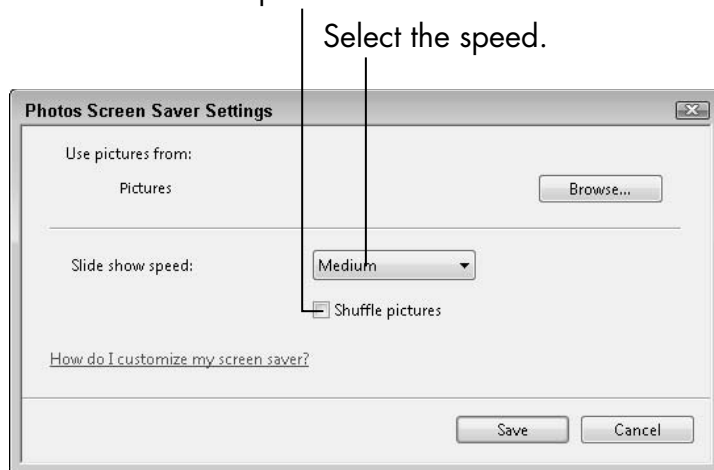 Select the speed.
Photos Screen Saver Settings
Use pictures from:
Pictures
Browse...
Slide show speed:
Medium
Shuffle pictures
How do I customize my screen saver?
Save
Cancel